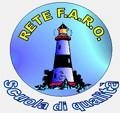 RETE F.A.R.O.
Scuola di qualità